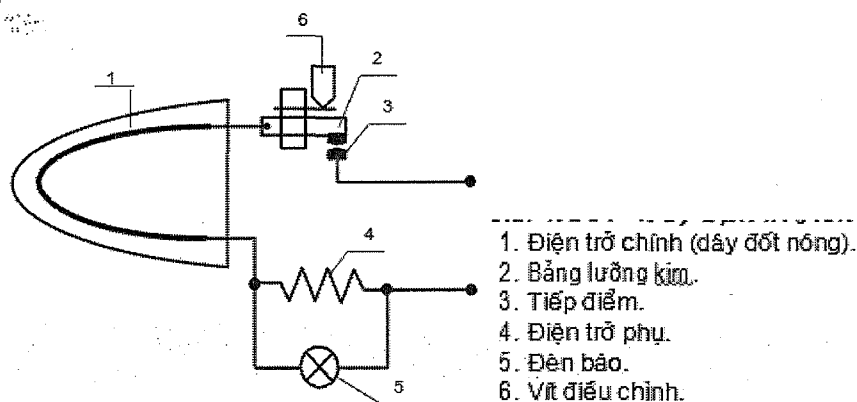 6
2
1
3
4
5
1. Điện trở chính (dây đốt nóng).
2. Bảng lưỡng kim.
3. Tiếp điểm.
4. Điện trở phụ.
5. Đèn báo.
6. Vít điều chỉnh.